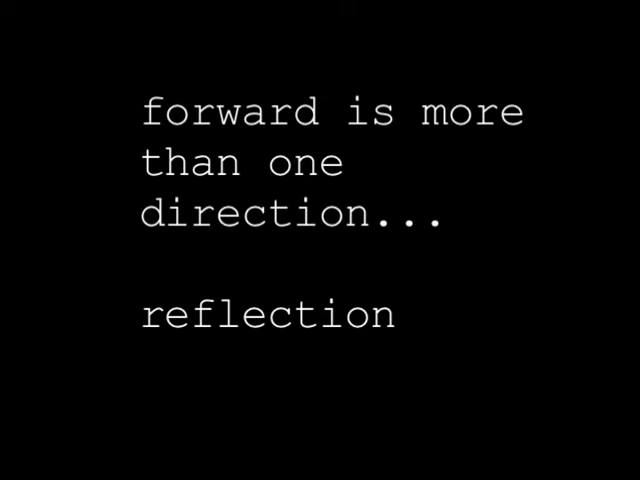 forward is more
than one
direction...
reflection